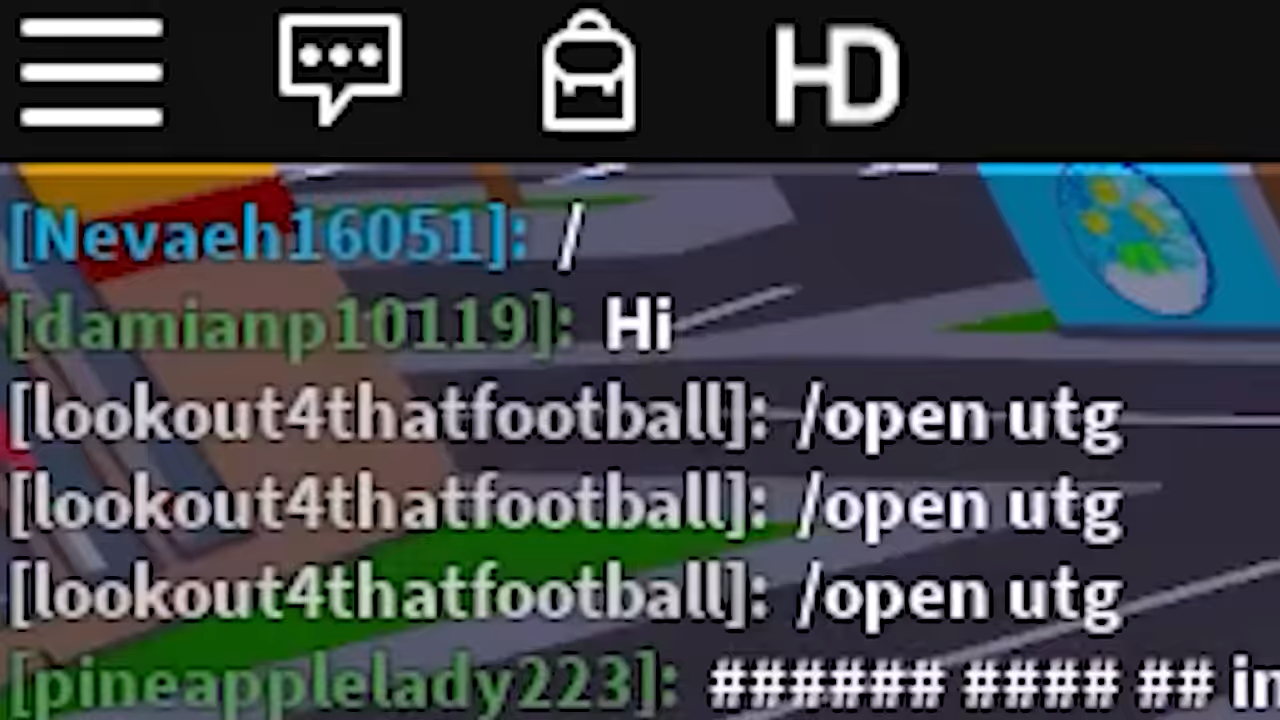 HD
[Nevaeh16051]: /
[damianp10119]: Hi
[lookout4thatfootball]: /open utg
[lookout4thatfootball]: /open utg
[lookout4thatfootball]: /open utg
[pineapplelady223]: ###### #### ##